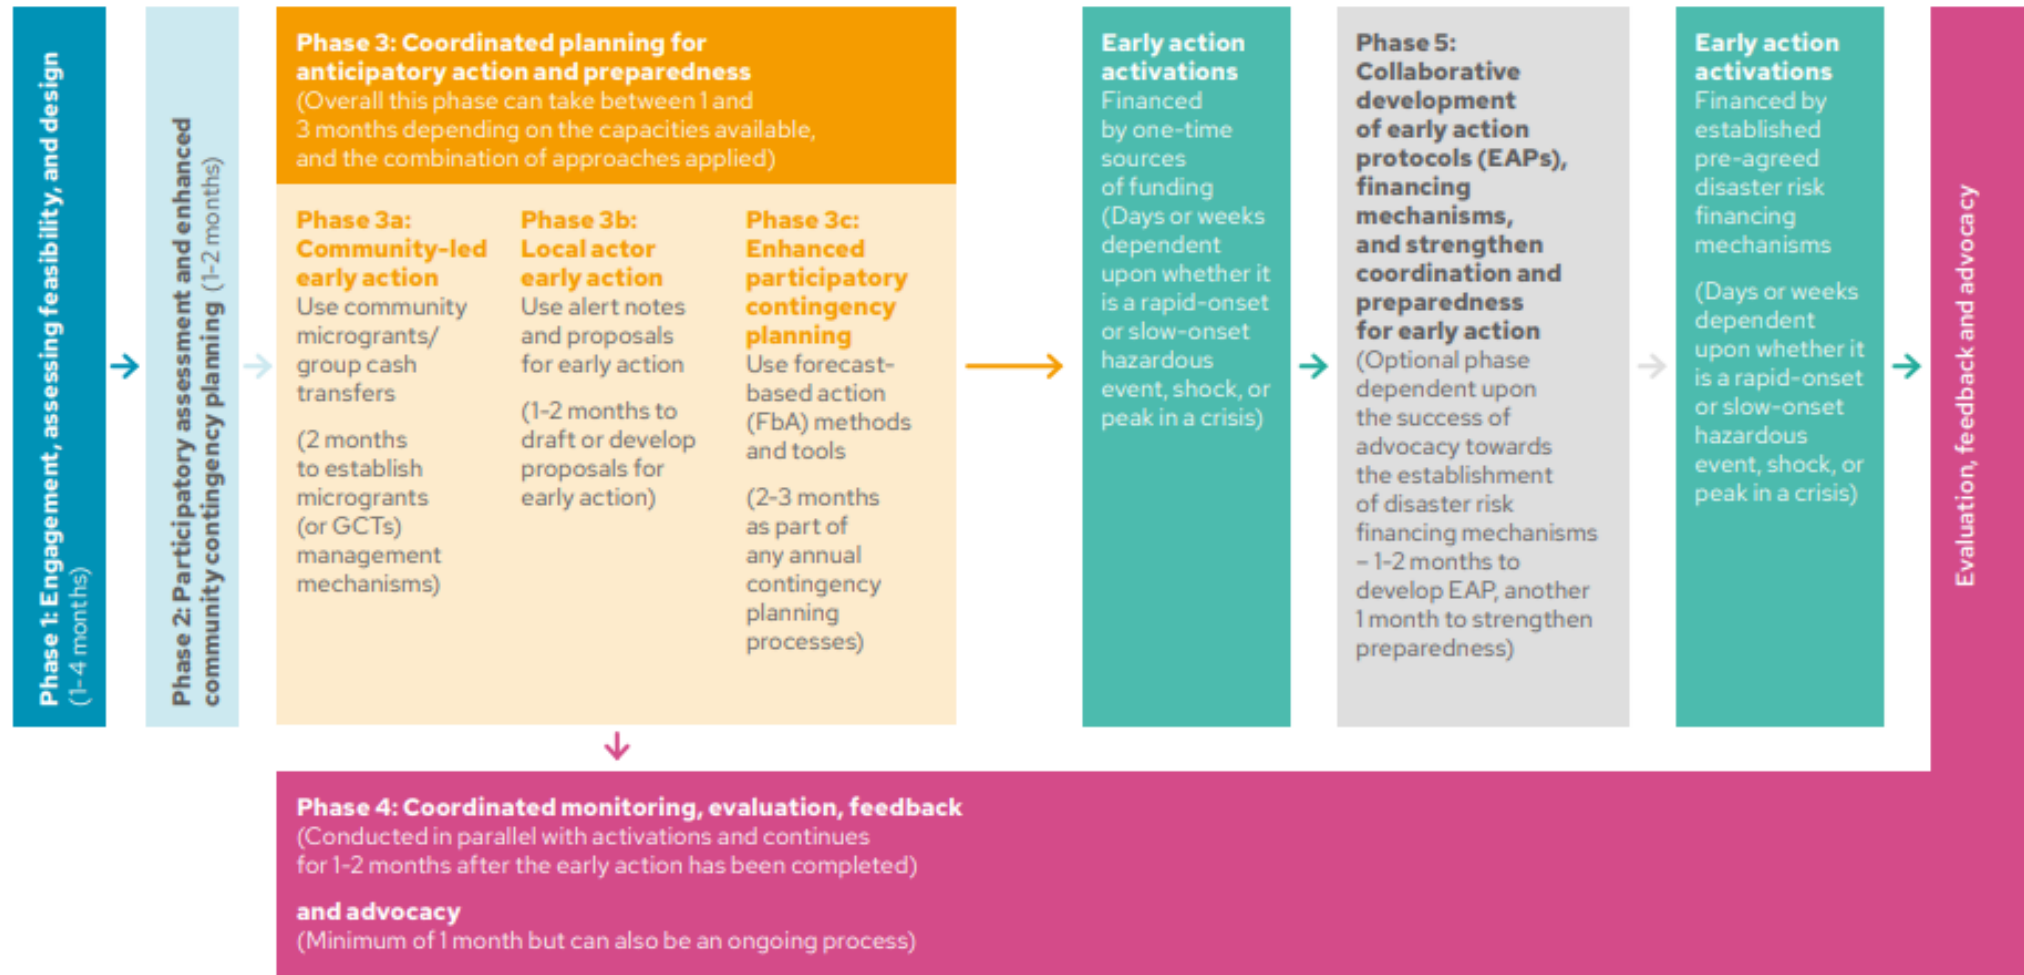 Phase 1: Engagement, assessing feasibility, and design
(1-4 months)
Phase 2: Participatory assessment and enhanced
community contingency planning (1-2 months)
Phase 3: Coordinated planning for
anticipatory action and preparedness
(Overall this phase can take between 1 and
3 months depending on the capacities available,
and the combination of approaches applied)
Phase 3a:
Community-led
early action
Use community
microgrants/
group cash
transfers
(2 months
to establish
microgrants
(or GCTs)
management
mechanisms)
Phase 3b:
Local actor
early action
Use alert notes
and proposals
for early action
(1-2 months to
draft or develop
proposals for
early action)
Phase 3c:
Enhanced
participatory
contingency
planning
Use forecast-
based action
(FbA) methods
and tools
(2-3 months
as part of
any annual
contingency
planning
processes)
Early action
activations
Financed
by one-time
sources
of funding
(Days or weeks
dependent
upon whether it
is a rapid-onset
or slow-onset
hazardous
event, shock, or
peak in a crisis)
Phase 5:
Collaborative
development
of early action
protocols (EAPs),
financing
mechanisms,
and strengthen
coordination and
preparedness
for early action
(Optional phase
dependent upon
the success of
advocacy towards
the establishment
of disaster risk
financing mechanisms
– 1-2 months to
develop EAP, another
1 month to strengthen
preparedness)
Early action
activations
Financed by
established
pre-agreed
disaster risk
financing
mechanisms
(Days or weeks
dependent
upon whether it
is a rapid-onset
or slow-onset
hazardous
event, shock, or
peak in a crisis)
Evaluation, feedback and advocacy
Phase 4: Coordinated monitoring, evaluation, feedback
(Conducted in parallel with activations and continues
for 1-2 months after the early action has been completed)
and advocacy
(Minimum of 1 month but can also be an ongoing process)